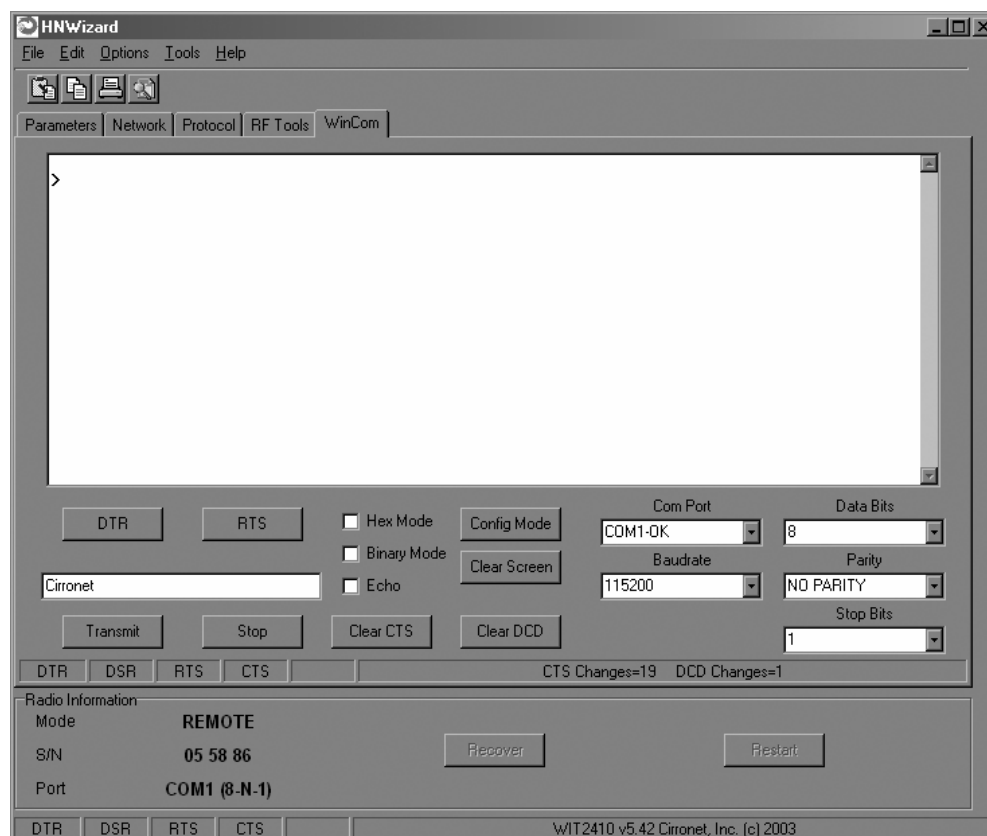 HNWizard
File Edit Options Tools Help
Parameters Network Protocol RF Tools WinCom
>
DTR RTS
Hex Mode
Binary Mode
Echo
Config Mode
Clear Screen
Com Port
COM1-OK
Baudrate
115200
Data Bits
8
Parity
NO PARITY
Stop Bits
1
Cirronet
Transmit Stop Clear CTS Clear DCD
DTR DSR RTS CTS CTS Changes=19 DCD Changes=1
Radio Information
Mode REMOTE
S/N 05 58 86
Port COM1 (8-N-1)
Recover Restart
DTR DSR RTS CTS WIT2410 v5.42 Cirronet, Inc. (c) 2003